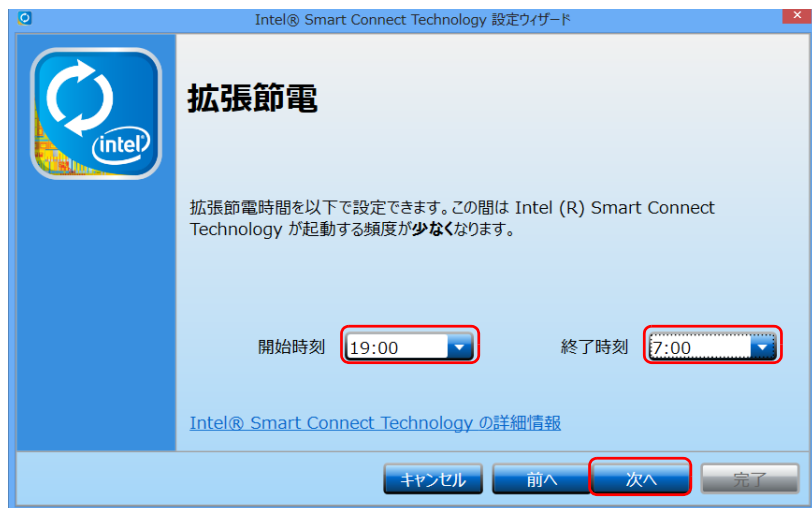 Intel® Smart Connect Technology 設定ウィザード
intel
拡張節電
拡張節電時間を以下で設定できます。この間は Intel (R) Smart Connect
Technology が起動する頻度が少なくなります。
開始時刻 19:00 終了時刻 7:00
Intel® Smart Connect Technology の詳細情報
キャンセル 前へ 次へ 完了